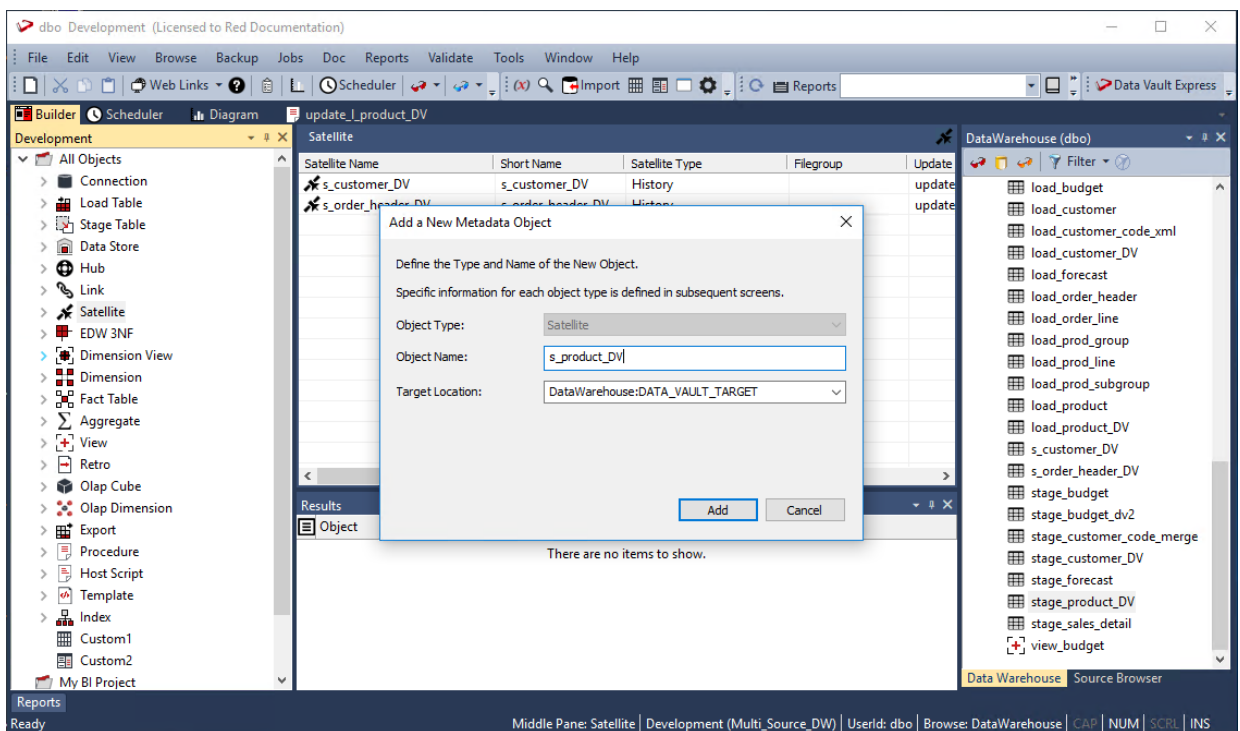 dbo Development (Licensed to Red Documentation)
File Edit View Browse Backup Jobs Doc Reports Validate Tools Window Help
Web Links Scheduler (x) Import Reports Data Vault Express
Builder Scheduler Diagram update_l_product_DV
Development
All Objects
Connection
Load Table
Stage Table
Data Store
Hub
Link
Satellite
EDW 3NF
Dimension View
Dimension
Fact Table
Aggregate
View
Retro
Olap Cube
Olap Dimension
Export
Procedure
Host Script
Template
Index
Custom1
Custom2
My BI Project
Satellite
Satellite Name Short Name Satellite Type Filegroup Update
s_customer_DV s_customer_DV History update
s_order_header_DV s_order_header_DV History update
Add a New Metadata Object
Define the Type and Name of the New Object.
Specific information for each object type is defined in subsequent screens.
Object Type: Satellite
Object Name: s_product_DV
Target Location: DataWarehouse:DATA_VAULT_TARGET
Add Cancel
Results
Object
There are no items to show.
DataWarehouse (dbo)
Filter
load_budget
load_customer
load_customer_code_xml
load_customer_DV
load_forecast
load_order_header
load_order_line
load_prod_group
load_prod_line
load_prod_subgroup
load_product
load_product_DV
s_customer_DV
s_order_header_DV
stage_budget
stage_budget_dv2
stage_customer_code_merge
stage_customer_DV
stage_forecast
stage_product_DV
stage_sales_detail
view_budget
Data Warehouse Source Browser
Reports
Ready Middle Pane: Satellite Development (Multi_Source_DW) UserId: dbo Browse: DataWarehouse CAP NUM SCRL INS